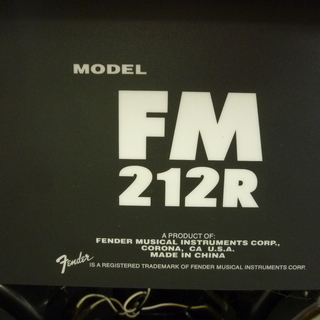 MODEL
FM
212R
A PRODUCT OF:
FENDER MUSICAL INSTRUMENTS CORP.,
CORONA, CA U.S.A.
MADE IN CHINA
Fender
IS A REGISTERED TRADEMARK OF FENDER MUSICAL INSTRUMENTS CORP.